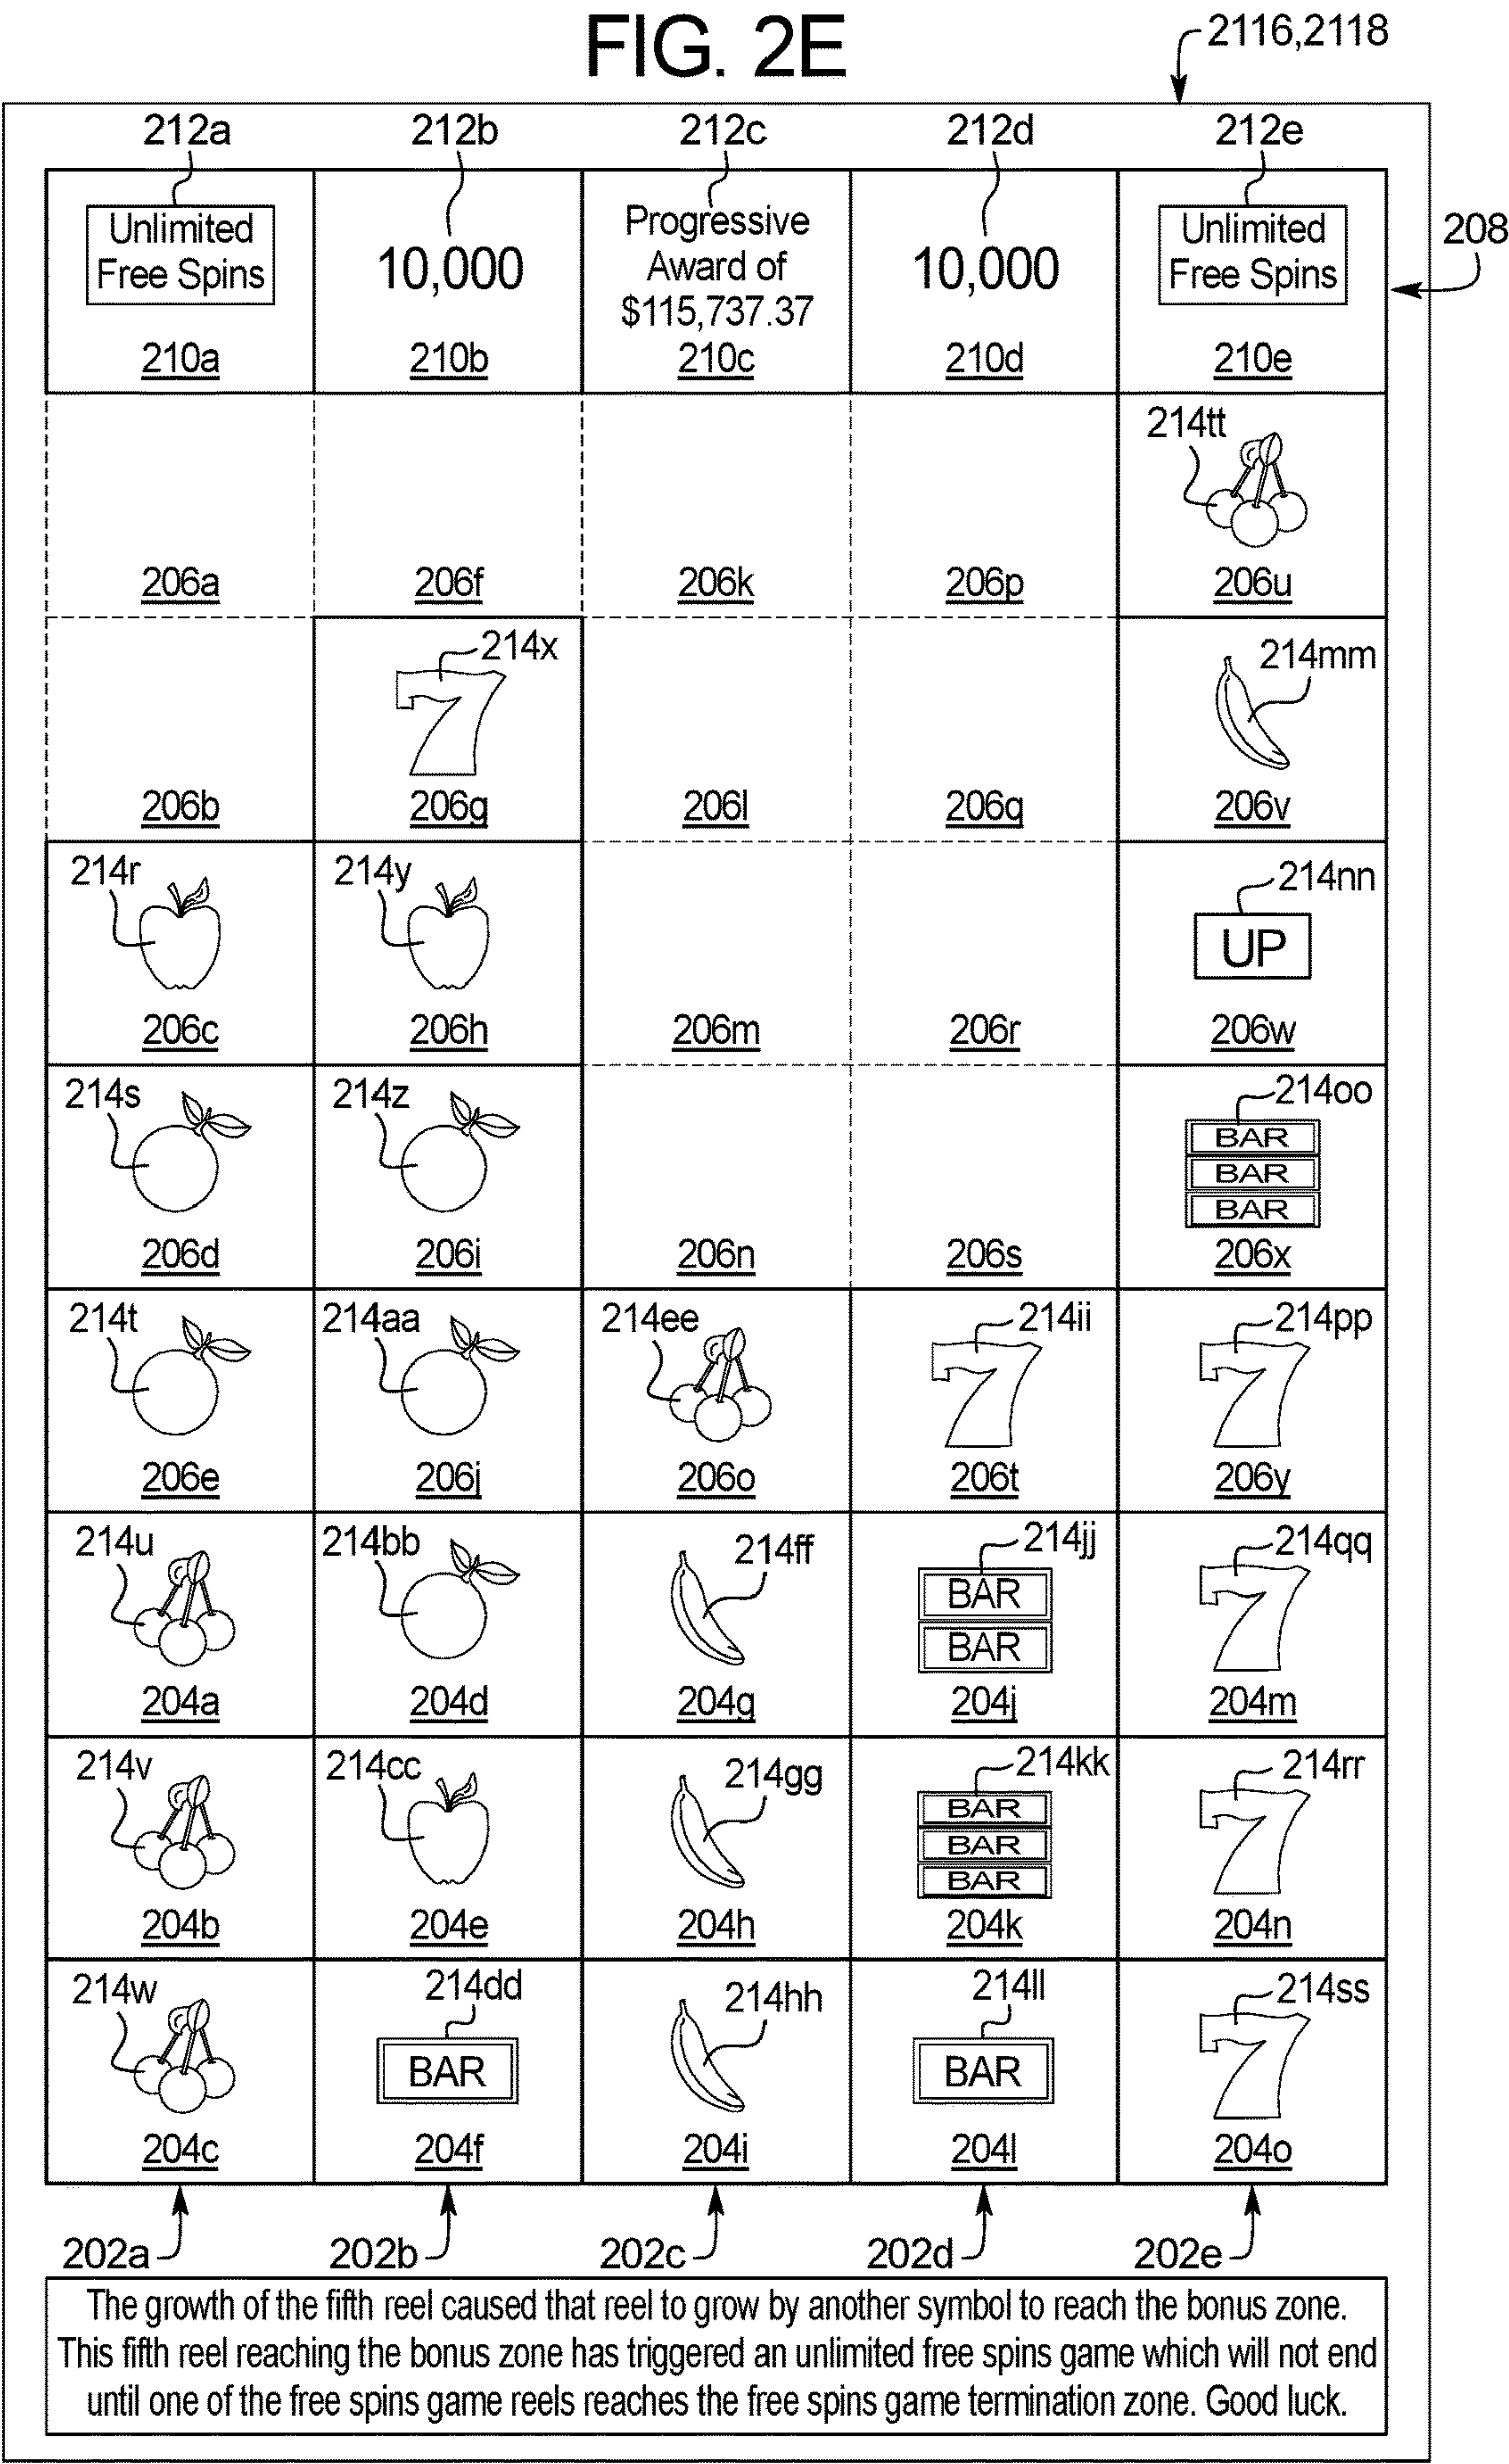 FIG. 2E
2116,2118
212a 212b 212c 212d 212e
208
Unlimited
Free Spins
210a
10,000
210b
Progressive
Award of
$115,737.37
210c
10,000
210d
Unlimited
Free Spins
210e
214tt
206a 206f 206k 206p 206u
214x 214mm
206b 206g 206l 206q 206v
214r 214y 214nn
UP
206c 206h 206m 206r 206w
214s 214z 214oo
BAR
BAR
BAR
206d 206i 206n 206s 206x
214t 214aa 214ee 214ii 214pp
7 7
206e 206j 206o 206t 206y
214u 214bb 214ff 214jj 214qq
BAR
BAR
7
204a 204d 204g 204j 204m
214v 214cc 214gg 214kk 214rr
BAR
BAR
BAR
7
204b 204e 204h 204k 204n
214w 214dd 214hh 214ll 214ss
BAR BAR 7
204c 204f 204i 204l 204o
202a 202b 202c 202d 202e
The growth of the fifth reel caused that reel to grow by another symbol to reach the bonus zone.
This fifth reel reaching the bonus zone has triggered an unlimited free spins game which will not end
until one of the free spins game reels reaches the free spins game termination zone. Good luck.